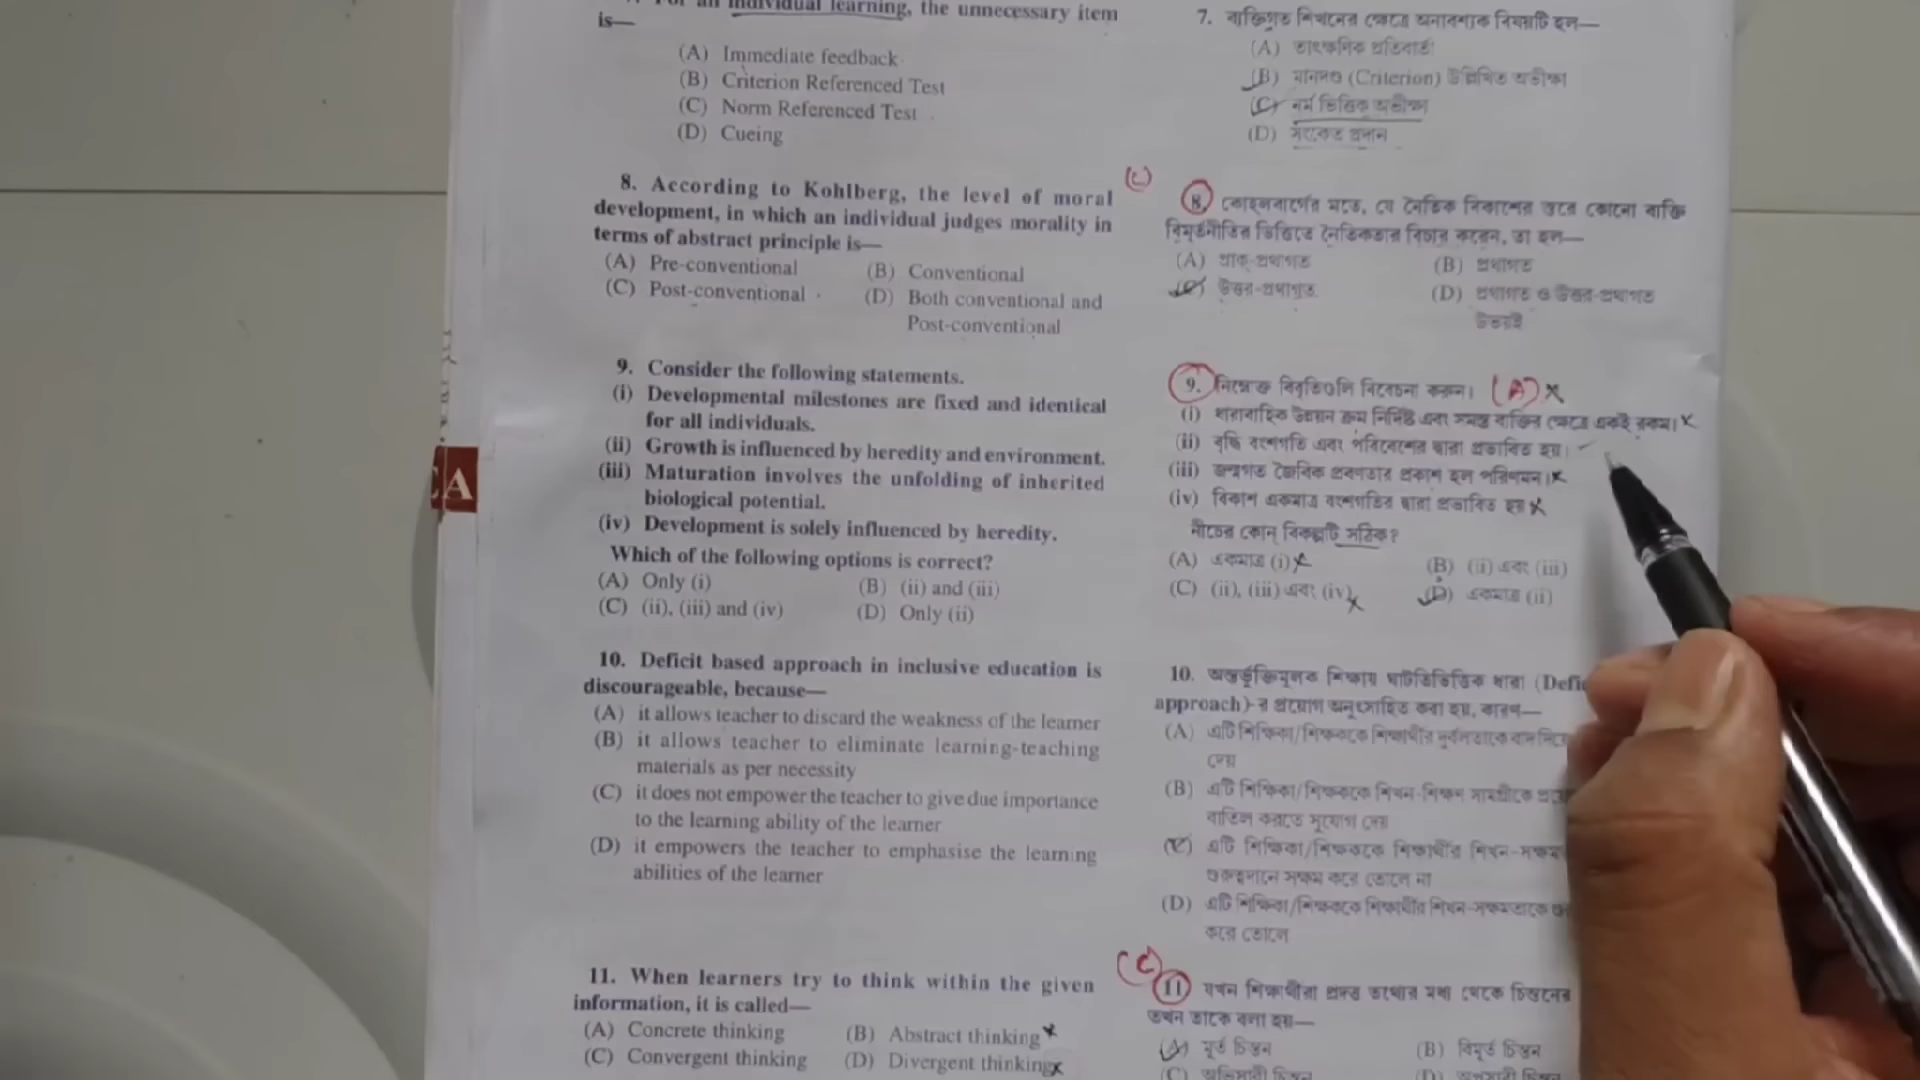 For an individual learning, the unnecessary item
is—
(A) Immediate feedback
(B) Criterion Referenced Test
(C) Norm Referenced Test
(D) Cueing
8. According to Kohlberg, the level of moral
development, in which an individual judges morality in
terms of abstract principle is—
(A) Pre-conventional (B) Conventional
(C) Post-conventional (D) Both conventional and
Post-conventional
9. Consider the following statements.
(i) Developmental milestones are fixed and identical
for all individuals.
(ii) Growth is influenced by heredity and environment.
(iii) Maturation involves the unfolding of inherited
biological potential.
(iv) Development is solely influenced by heredity.
Which of the following options is correct?
(A) Only (i) (B) (ii) and (iii)
(C) (ii), (iii) and (iv) (D) Only (ii)
10. Deficit based approach in inclusive education is
discourageable, because—
(A) it allows teacher to discard the weakness of the learner
(B) it allows teacher to eliminate learning-teaching
materials as per necessity
(C) it does not empower the teacher to give due importance
to the learning ability of the learner
(D) it empowers the teacher to emphasise the learning
abilities of the learner
11. When learners try to think within the given
information, it is called—
(A) Concrete thinking (B) Abstract thinking
(C) Convergent thinking (D) Divergent thinking
A
7. ব্যক্তিগত শিখনের ক্ষেত্রে অনাবশ্যক বিষয়টি হল—
(A) তাৎক্ষণিক প্রতিবার্তা
(B) মানদণ্ড (Criterion) উল্লিখিত অভীক্ষা
(C) নর্ম ভিত্তিক অভীক্ষা
(D) সংকেত প্রদান
(C)
8. কোহলবার্গের মতে, যে নৈতিক বিকাশের স্তরে কোনো ব্যক্তি
বিমূর্তনীতির ভিত্তিতে নৈতিকতার বিচার করেন, তা হল—
(A) প্রাক্-প্রথাগত (B) প্রথাগত
(C) উত্তর-প্রথাগত (D) প্রথাগত ও উত্তর-প্রথাগত
উভয়ই
9. নিম্নোক্ত বিবৃতিগুলি বিবেচনা করুন। (A)
(i) ধারাবাহিক উন্নয়ন ক্রম নির্দিষ্ট এবং সমস্ত ব্যক্তির ক্ষেত্রে একই রকম।
(ii) বৃদ্ধি বংশগতি এবং পরিবেশের দ্বারা প্রভাবিত হয়।
(iii) জন্মগত জৈবিক প্রবণতার প্রকাশ হল পরিণমন।
(iv) বিকাশ একমাত্র বংশগতির দ্বারা প্রভাবিত হয়
নীচের কোন্ বিকল্পটি সঠিক?
(A) একমাত্র (i) (B) (ii) এবং (iii)
(C) (ii), (iii) এবং (iv) (D) একমাত্র (ii)
10. অন্তর্ভুক্তিমূলক শিক্ষায় ঘাটতিভিত্তিক ধারা
approach)-র প্রয়োগ অনুৎসাহিত করা হয়, কারণ—
(A) এটি শিক্ষিকা/শিক্ষককে শিক্ষার্থীর দুর্বলতাকে বাদ দিতে
দেয়
(B) এটি শিক্ষিকা/শিক্ষককে শিখন-শিক্ষণ সামগ্রীকে
বাতিল করতে সুযোগ দেয়
(C) এটি শিক্ষিকা/শিক্ষককে শিক্ষার্থীর
গুরুত্বদানে সক্ষম করে তোলে না
(D) এটি শিক্ষিকা/শিক্ষককে শিক্ষার্থীর শিখন-সক্ষমতাকে
করে তোলে
(C)
11 যখন শিক্ষার্থীরা প্রদত্ত তথ্যের মধ্য থেকে চিন্তনের
তখন তাকে বলা হয়—
(A) মূর্ত চিন্তন (B) বিমূর্ত চিন্তন